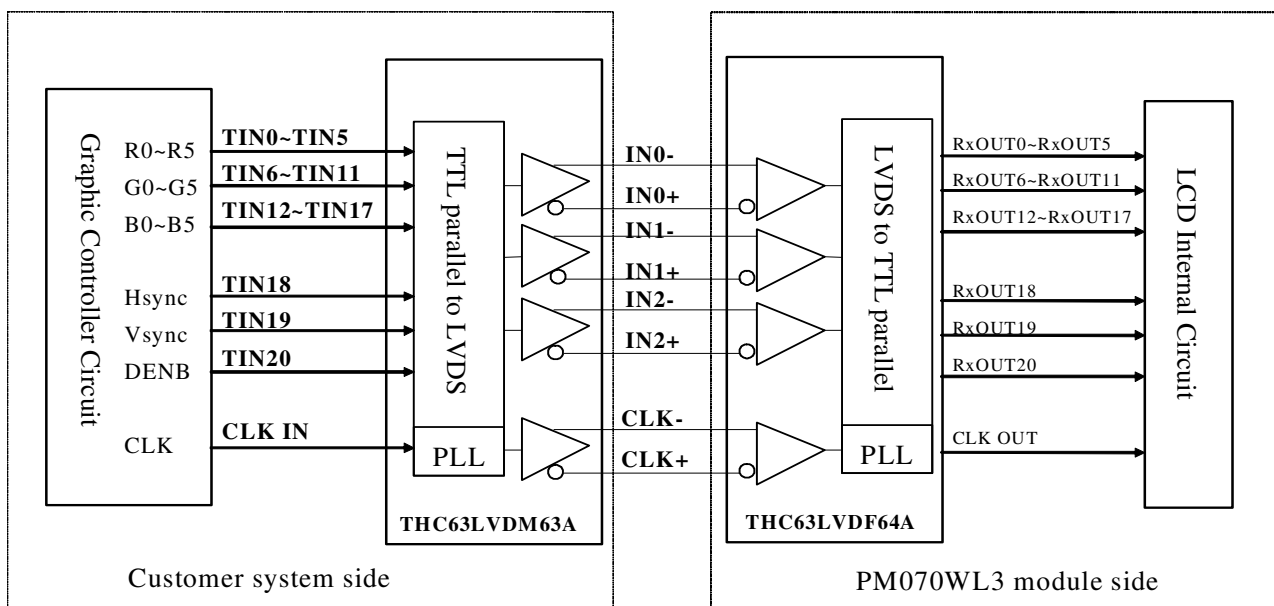 Graphic Controller Circuit
R0~R5
G0~G5
B0~B5
Hsync
Vsync
DENB
CLK
TIN0~TIN5
TIN6~TIN11
TIN12~TIN17
TIN18
TIN19
TIN20
CLK IN
TTL parallel to LVDS
PLL
THC63LVDM63A
IN0-
IN0+
IN1-
IN1+
IN2-
IN2+
CLK-
CLK+
LVDS to TTL parallel
PLL
THC63LVDF64A
RxOUT0~RxOUT5
RxOUT6~RxOUT11
RxOUT12~RxOUT17
RxOUT18
RxOUT19
RxOUT20
CLK OUT
LCD Internal Circuit
Customer system side
PM070WL3 module side